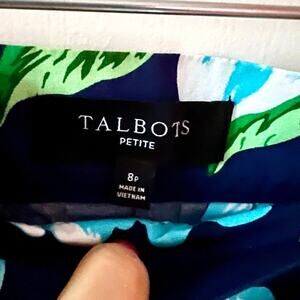 TALBOTS
PETITE
8P
MADE IN
VIETNAM